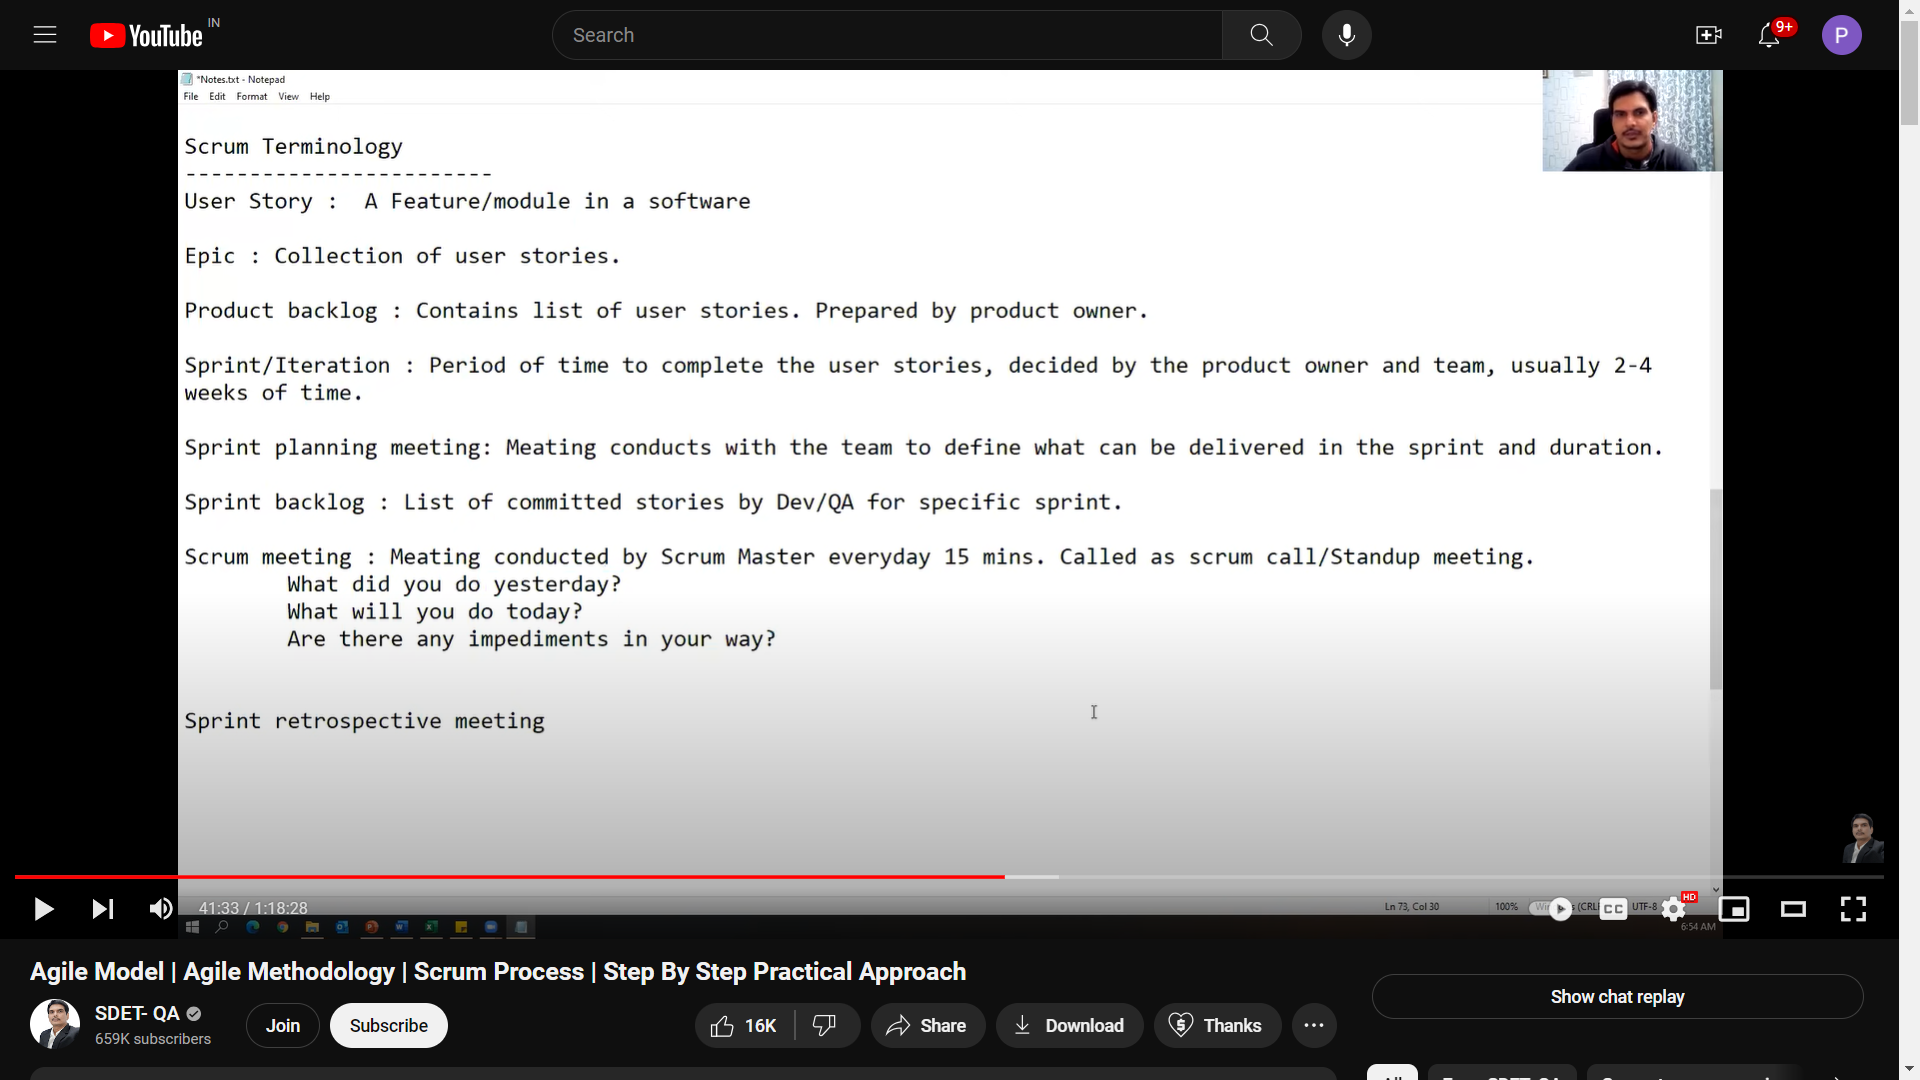 YouTube IN
Search
9+
P
*Notes.txt - Notepad
File Edit Format View Help
Scrum Terminology
------------------------
User Story :  A Feature/module in a software
Epic : Collection of user stories.
Product backlog : Contains list of user stories. Prepared by product owner.
Sprint/Iteration : Period of time to complete the user stories, decided by the product owner and team, usually 2-4
weeks of time.
Sprint planning meeting: Meating conducts with the team to define what can be delivered in the sprint and duration.
Sprint backlog : List of committed stories by Dev/QA for specific sprint.
Scrum meeting : Meating conducted by Scrum Master everyday 15 mins. Called as scrum call/Standup meeting.
What did you do yesterday?
What will you do today?
Are there any impediments in your way?
Sprint retrospective meeting
41:33 / 1:18:28
Ln 73, Col 30 100% UTF-8
CC HD
6:54 AM
Agile Model | Agile Methodology | Scrum Process | Step By Step Practical Approach
SDET- QA
659K subscribers
Join
Subscribe
16K
Share
Download
Thanks
Show chat replay